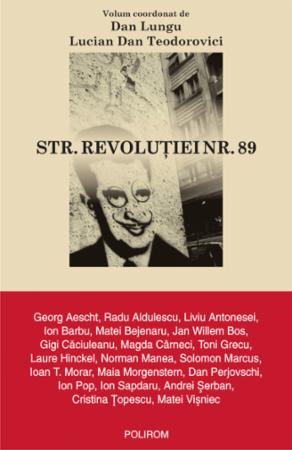 Volum coordonat de
Dan Lungu
Lucian Dan Teodorovici
STR. REVOLUȚIEI NR. 89
Georg Aescht, Radu Aldulescu, Liviu Antonesei,
Ion Barbu, Matei Bejenaru, Jan Willem Bos,
Gigi Căciuleanu, Magda Cârneci, Toni Grecu,
Laure Hinckel, Norman Manea, Solomon Marcus,
Ioan T. Morar, Maia Morgenstern, Dan Perjovschi,
Ion Pop, Ion Sapdaru, Andrei Șerban,
Cristina Țopescu, Matei Vișniec
POLIROM